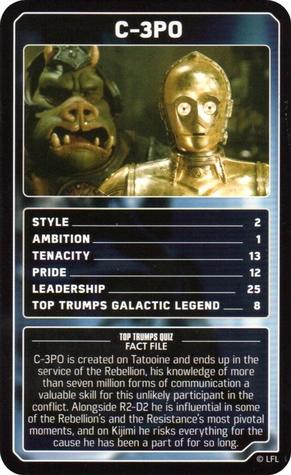 C-3PO
STYLE 2
AMBITION 1
TENACITY 13
PRIDE 12
LEADERSHIP 25
TOP TRUMPS GALACTIC LEGEND 8
TOP TRUMPS QUIZ
FACT FILE
C-3PO is created on Tatooine and ends up in the
service of the Rebellion, his knowledge of more
than seven million forms of communication a
valuable skill for this unlikely participant in the
conflict. Alongside R2-D2 he is influential in some
of the Rebellion's and the Resistance's most pivotal
moments, and on Kijimi he risks everything for the
cause he has been a part of for so long.
© LFL